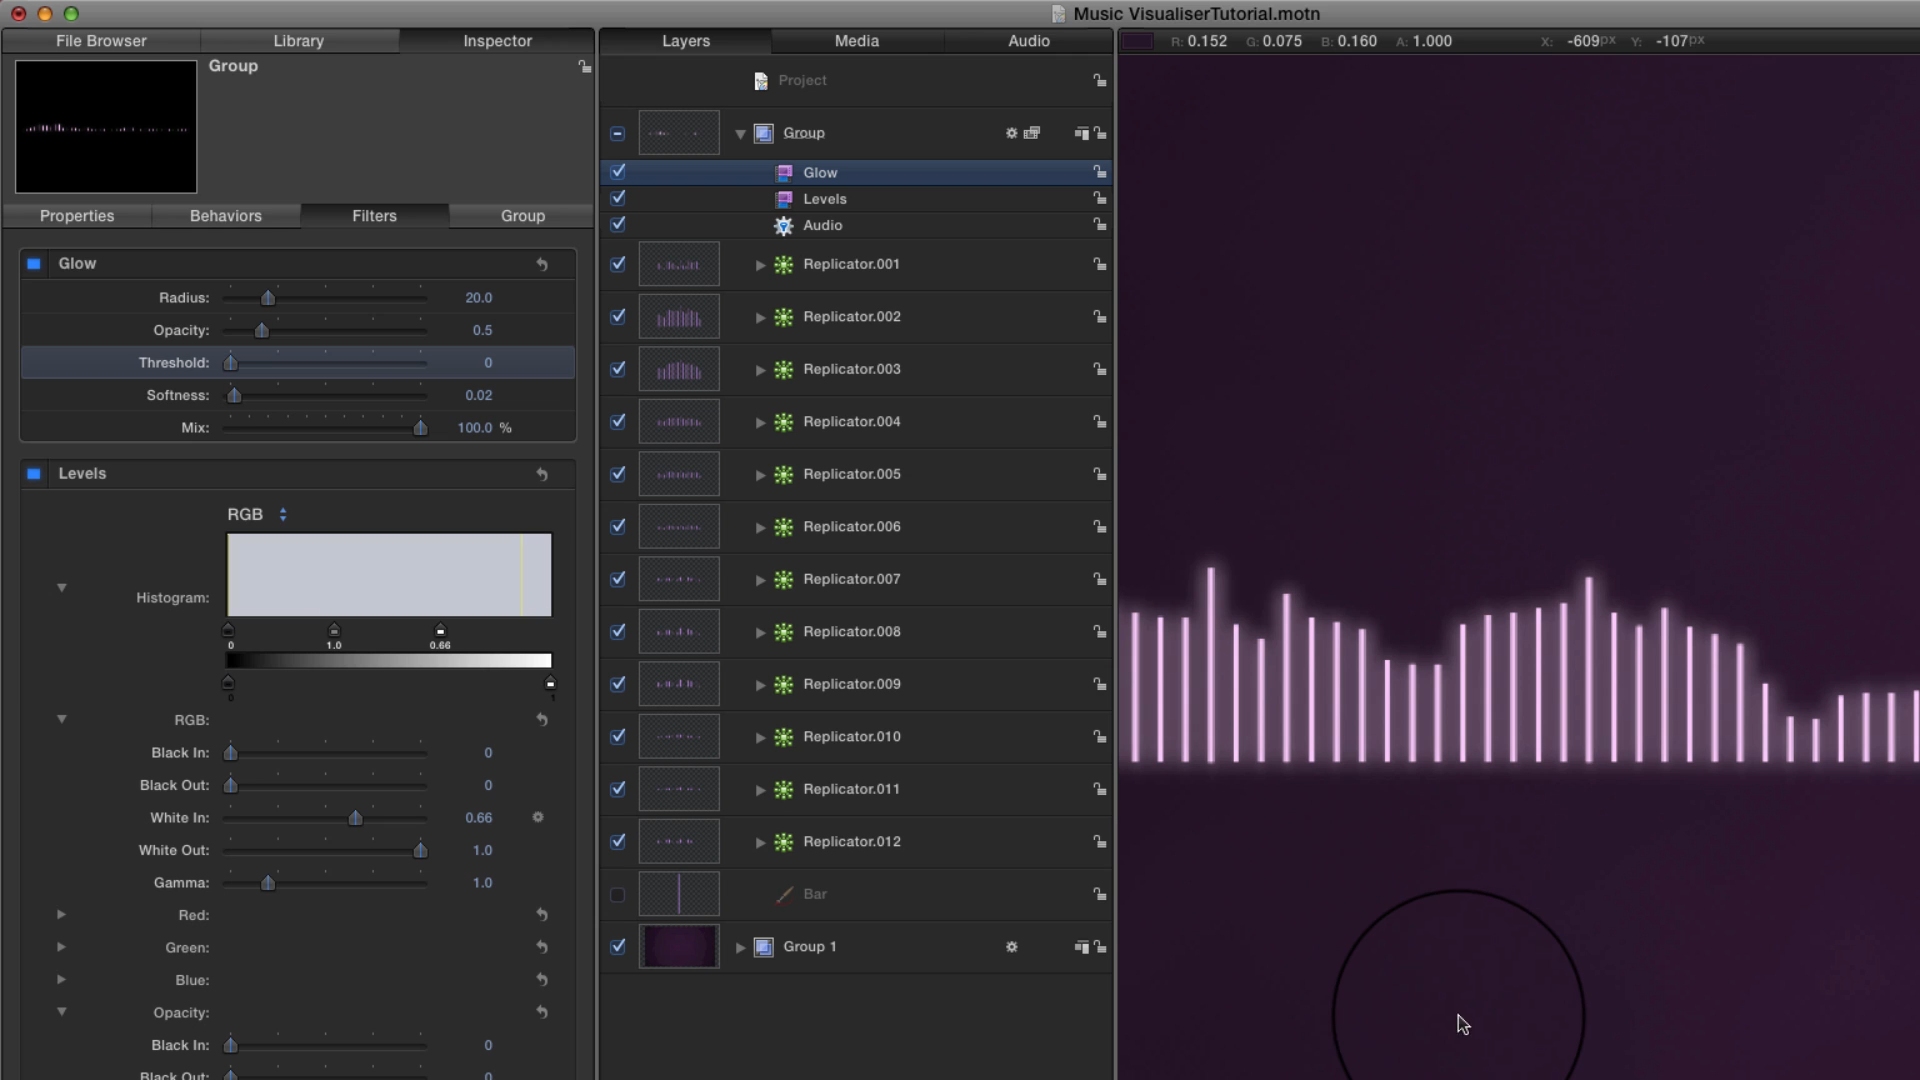 Music VisualiserTutorial.motn
File Browser
Library
Inspector
Layers
Media
Audio
R: 0.152 G: 0.075 B: 0.160 A: 1.000 X: -609px Y: -107px
Group
Project
Group
Glow
Levels
Audio
Replicator.001
Replicator.002
Replicator.003
Replicator.004
Replicator.005
Replicator.006
Replicator.007
Replicator.008
Replicator.009
Replicator.010
Replicator.011
Replicator.012
Bar
Group 1
Properties
Behaviors
Filters
Group
Glow
Radius: 20.0
Opacity: 0.5
Threshold: 0
Softness: 0.02
Mix: 100.0 %
Levels
RGB
Histogram:
0 1.0 0.66
0 1
RGB:
Black In: 0
Black Out: 0
White In: 0.66
White Out: 1.0
Gamma: 1.0
Red:
Green:
Blue:
Opacity:
Black In: 0
Black Out: 0